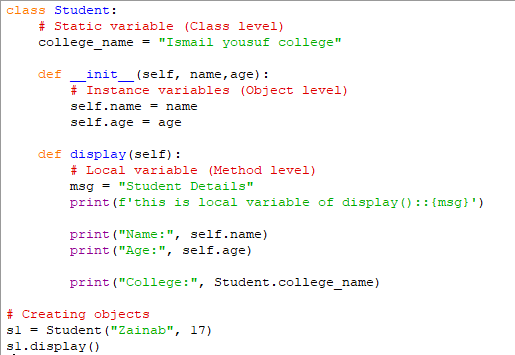 class Student:
    # Static variable (Class level)
    college_name = "Ismail yousuf college"

    def __init__(self, name,age):
        # Instance variables (Object level)
        self.name = name
        self.age = age

    def display(self):
        # Local variable (Method level)
        msg = "Student Details"
        print(f'this is local variable of display()::{msg}')

        print("Name:", self.name)
        print("Age:", self.age)

        print("College:", Student.college_name)

# Creating objects
s1 = Student("Zainab", 17)
s1.display()